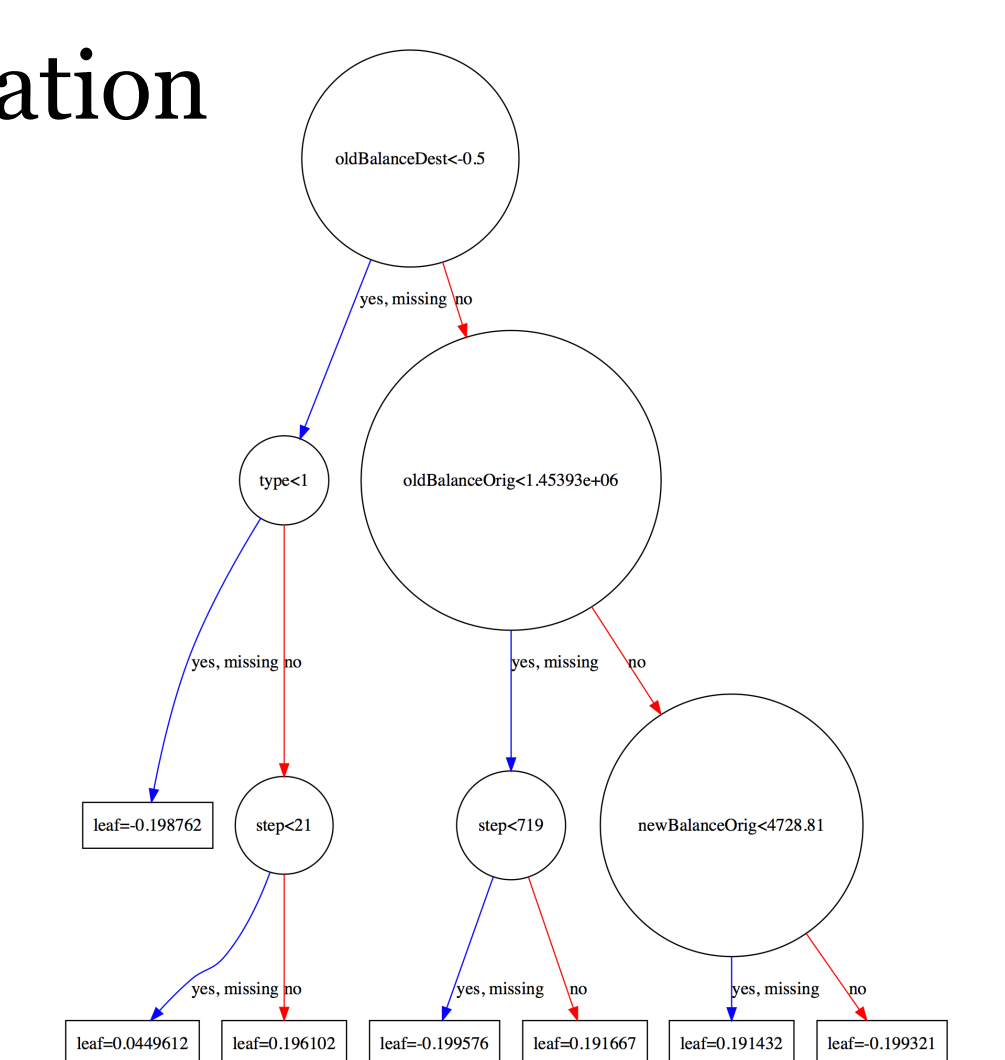 ation
oldBalanceDest<-0.5
yes, missing
no
type<1
oldBalanceOrig<1.45393e+06
yes, missing
no
yes, missing
no
leaf=-0.198762
step<21
step<719
newBalanceOrig<4728.81
yes, missing
no
yes, missing
no
yes, missing
no
leaf=0.0449612
leaf=0.196102
leaf=-0.199576
leaf=0.191667
leaf=0.191432
leaf=-0.199321